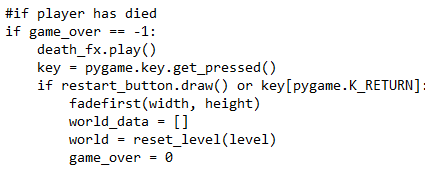 #if player has died
if game_over == -1:
    death_fx.play()
    key = pygame.key.get_pressed()
    if restart_button.draw() or key[pygame.K_RETURN]:
        fadefirst(width, height)
        world_data = []
        world = reset_level(level)
        game_over = 0